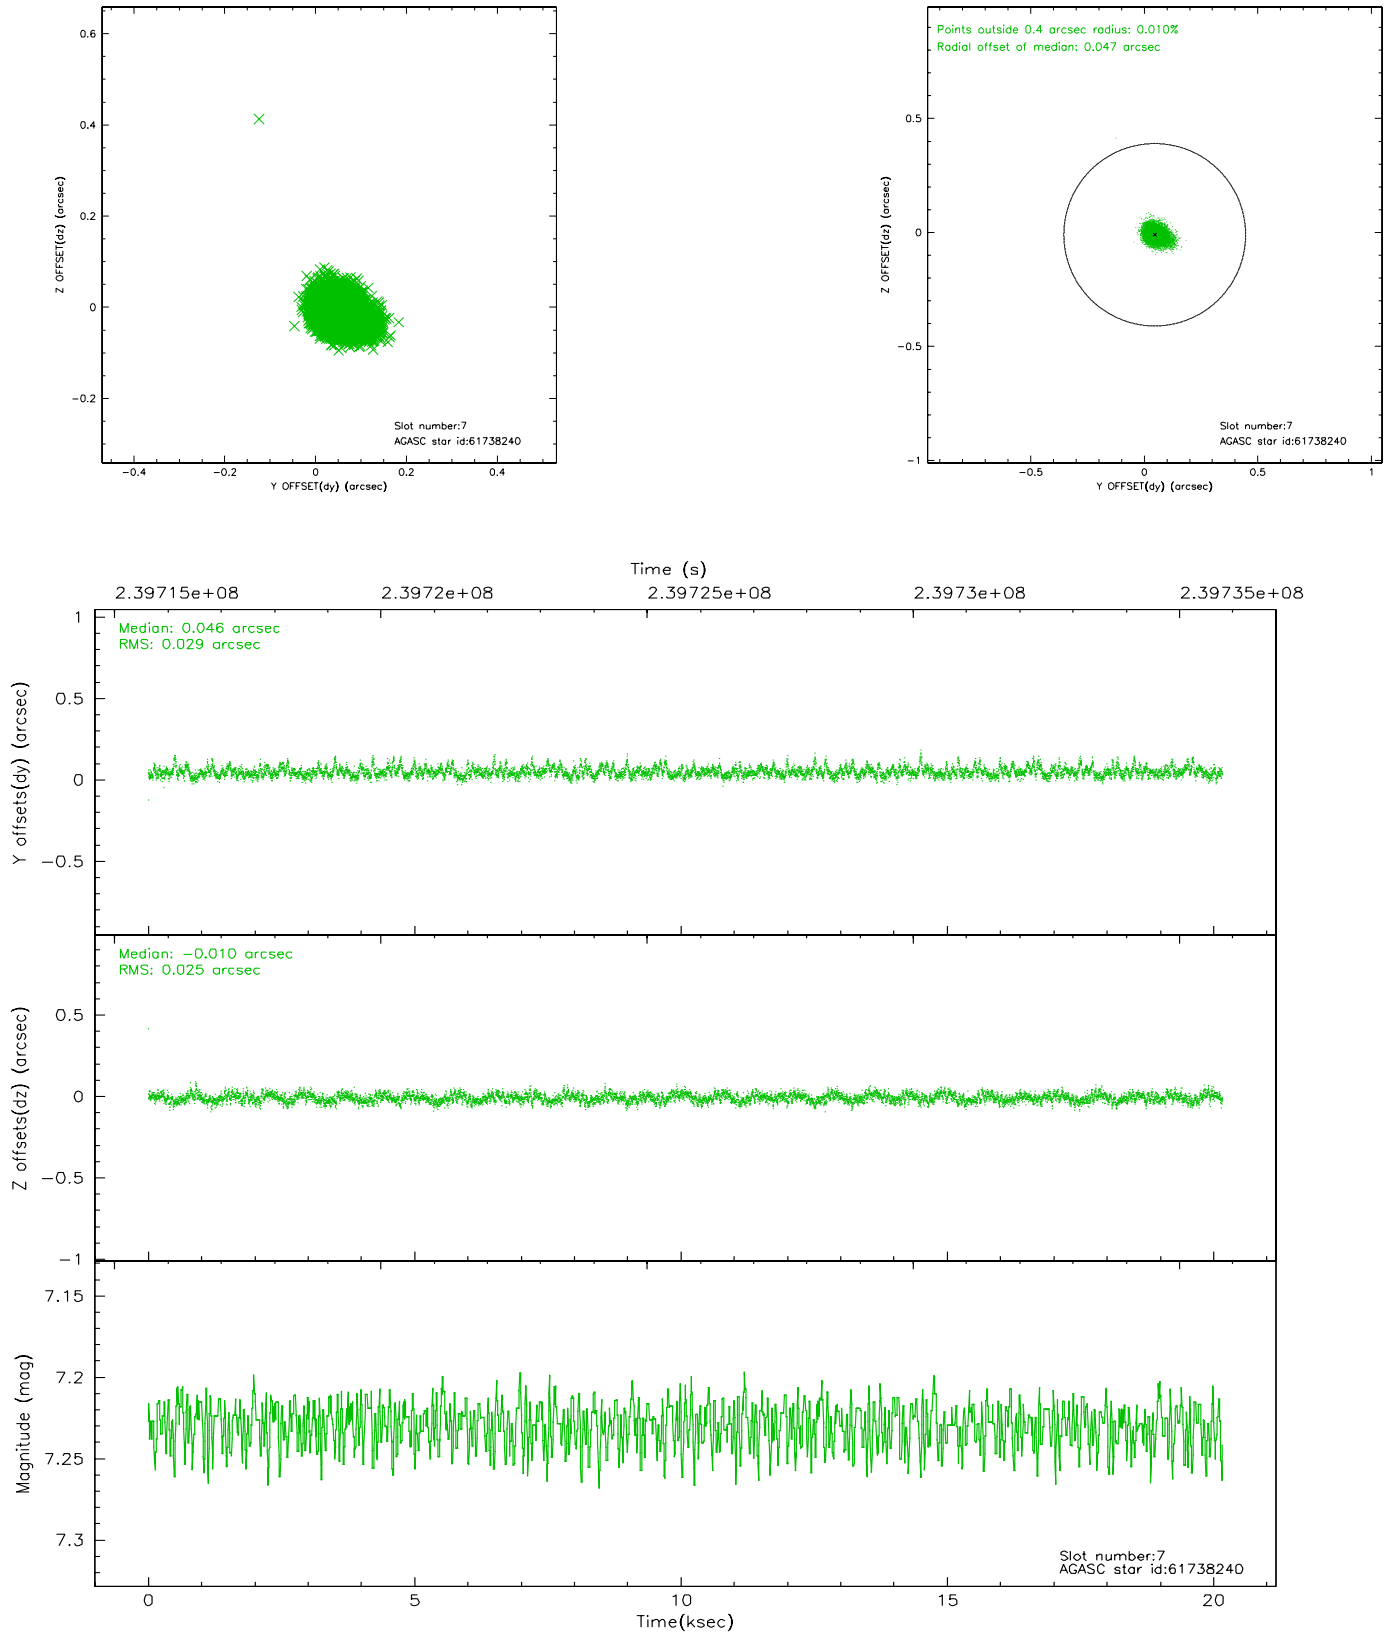 0.6
0.4
0.2
0
−0.2
Z OFFSET(dz) (arcsec)
−0.4
−0.2
0
0.2
0.4
Y OFFSET(dy) (arcsec)
Slot number:7
AGASC star id:61738240
Points outside 0.4 arcsec radius: 0.010%
Radial offset of median: 0.047 arcsec
0.5
0
−0.5
−1
Z OFFSET(dz) (arcsec)
−0.5
0
0.5
1
Y OFFSET(dy) (arcsec)
Slot number:7
AGASC star id:61738240
Time (s)
2.39715e+08
2.3972e+08
2.39725e+08
2.3973e+08
2.39735e+08
Median: 0.046 arcsec
RMS: 0.029 arcsec
1
0.5
0
−0.5
Y offsets(dy) (arcsec)
Median: −0.010 arcsec
RMS: 0.025 arcsec
0.5
0
−0.5
−1
Z offsets(dz) (arcsec)
7.15
7.2
7.25
7.3
Magnitude (mag)
Slot number:7
AGASC star id:61738240
0
5
10
15
20
Time(ksec)